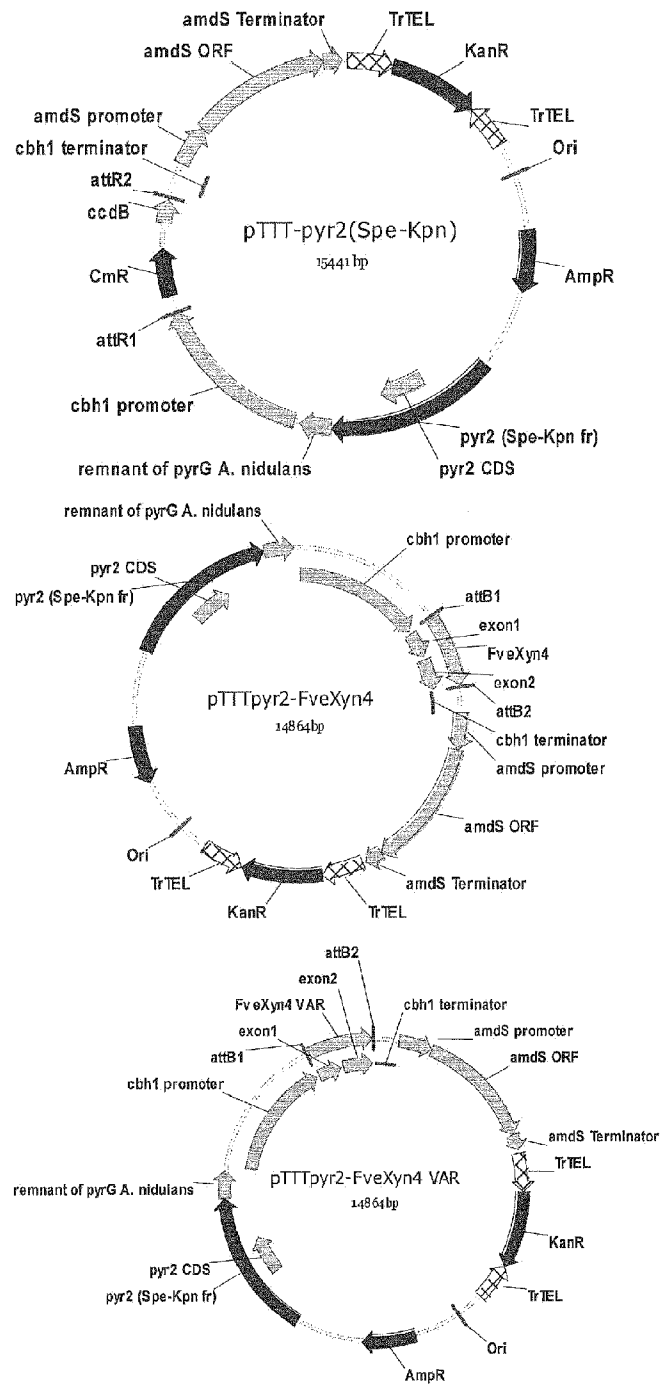 amdS Terminator
TrTEL
amdS ORF
KanR
amdS promoter
TrTEL
cbh1 terminator
Ori
attR2
ccdB
pTTT-pyr2(Spe-Kpn)
15441 bp
CmR
AmpR
attR1
cbh1 promoter
pyr2 (Spe-Kpn fr)
remnant of pyrG A. nidulans
pyr2 CDS
remnant of pyrG A. nidulans
cbh1 promoter
pyr2 CDS
attB1
pyr2 (Spe-Kpn fr)
exon1
FveXyn4
exon2
pTTTpyr2-FveXyn4
14864bp
attB2
cbh1 terminator
AmpR
amdS promoter
amdS ORF
Ori
TrTEL
amdS Terminator
KanR
TrTEL
attB2
exon2
FveXyn4 VAR
cbh1 terminator
exon1
amdS promoter
attB1
amdS ORF
cbh1 promoter
amdS Terminator
TrTEL
remnant of pyrG A. nidulans
pTTTpyr2-FveXyn4 VAR
14864bp
KanR
pyr2 CDS
pyr2 (Spe-Kpn fr)
TrTEL
Ori
AmpR